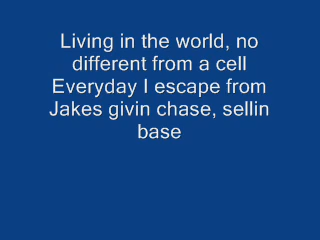 Living in the world, no
different from a cell
Everyday I escape from
Jakes givin chase, sellin
base